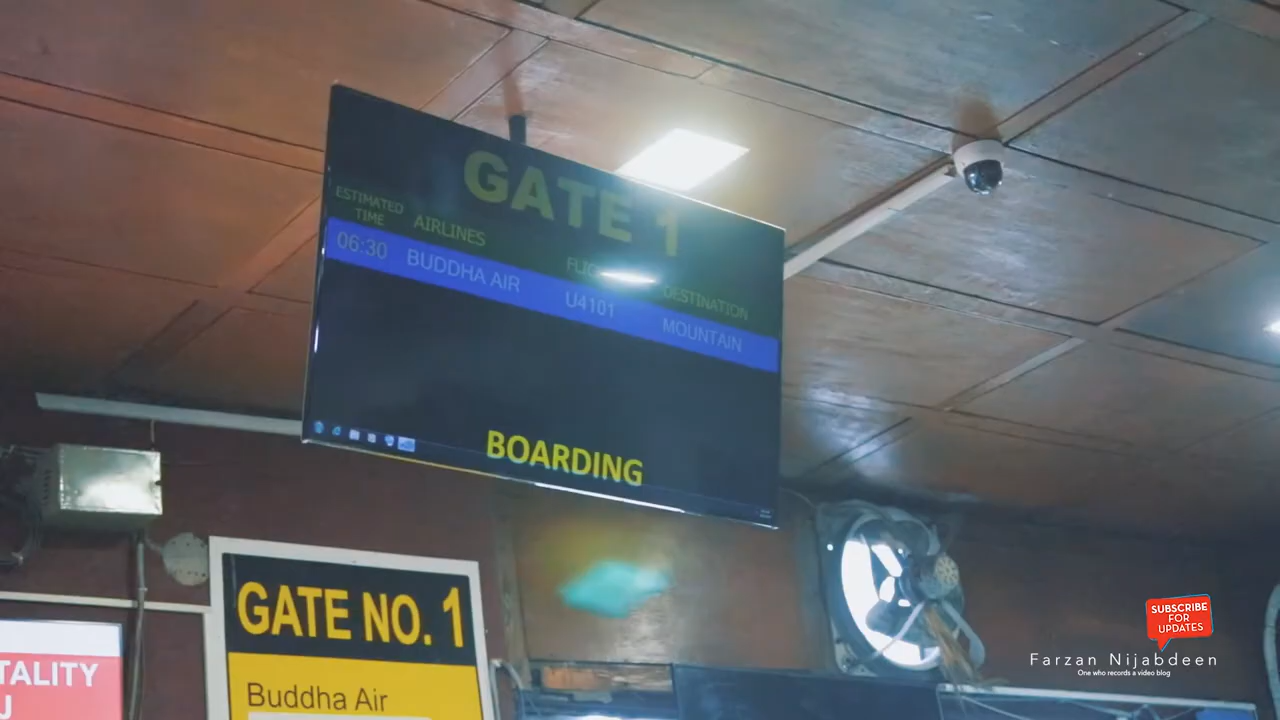 GATE 1
ESTIMATED
TIME
AIRLINES
DESTINATION
06:30 BUDDHA AIR U4101 MOUNTAIN
BOARDING
GATE NO. 1
Buddha Air
TALITY
SUBSCRIBE
FOR
UPDATES
Farzan Nijabdeen
One who records a video blog